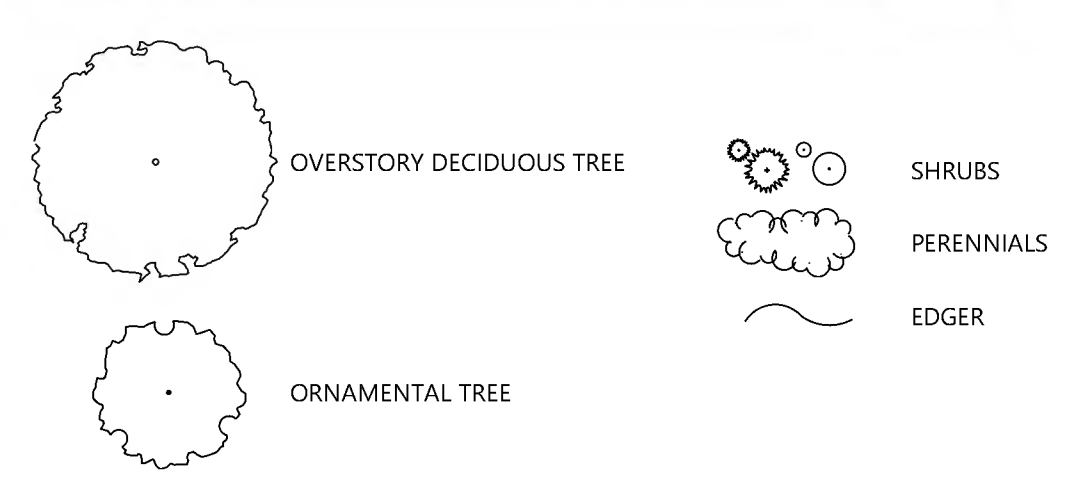 OVERSTORY DECIDUOUS TREE
ORNAMENTAL TREE
SHRUBS
PERENNIALS
EDGER